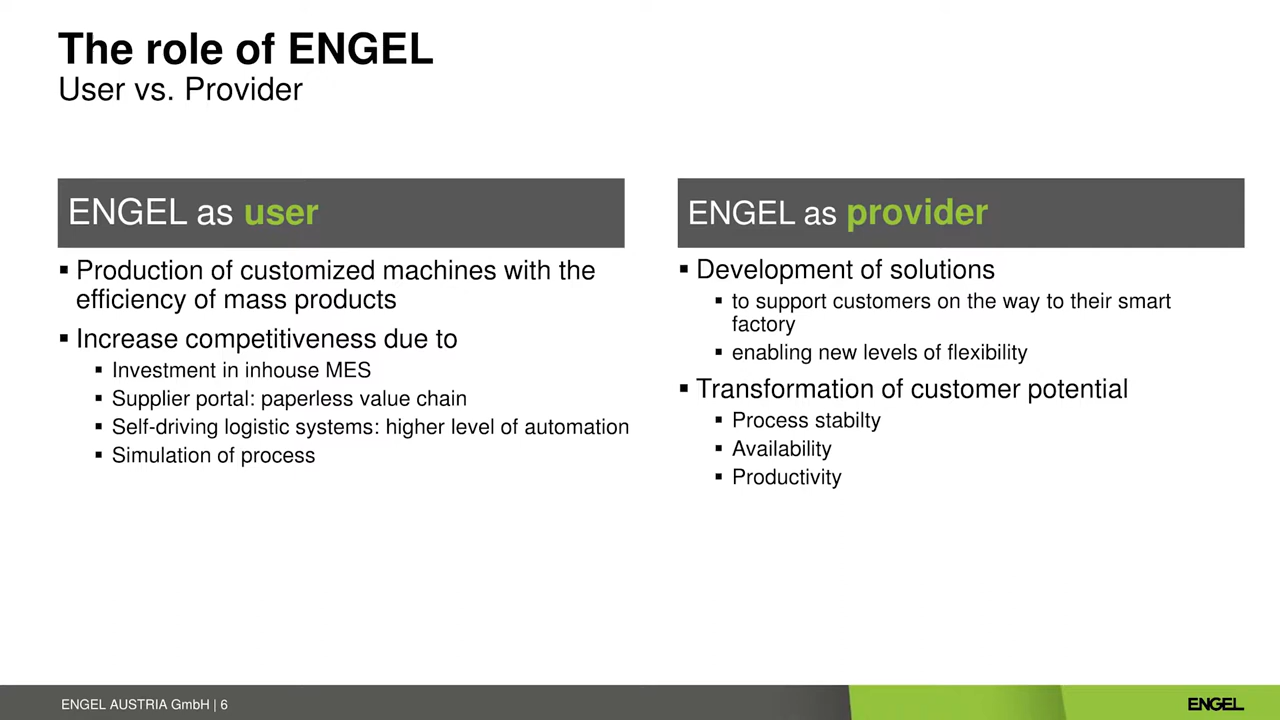 The role of ENGEL
User vs. Provider
ENGEL as user
▪ Production of customized machines with the
efficiency of mass products
▪ Increase competitiveness due to
▪ Investment in inhouse MES
▪ Supplier portal: paperless value chain
▪ Self-driving logistic systems: higher level of automation
▪ Simulation of process
ENGEL as provider
▪ Development of solutions
▪ to support customers on the way to their smart
factory
▪ enabling new levels of flexibility
▪ Transformation of customer potential
▪ Process stabilty
▪ Availability
▪ Productivity
ENGEL AUSTRIA GmbH | 6
ENGEL